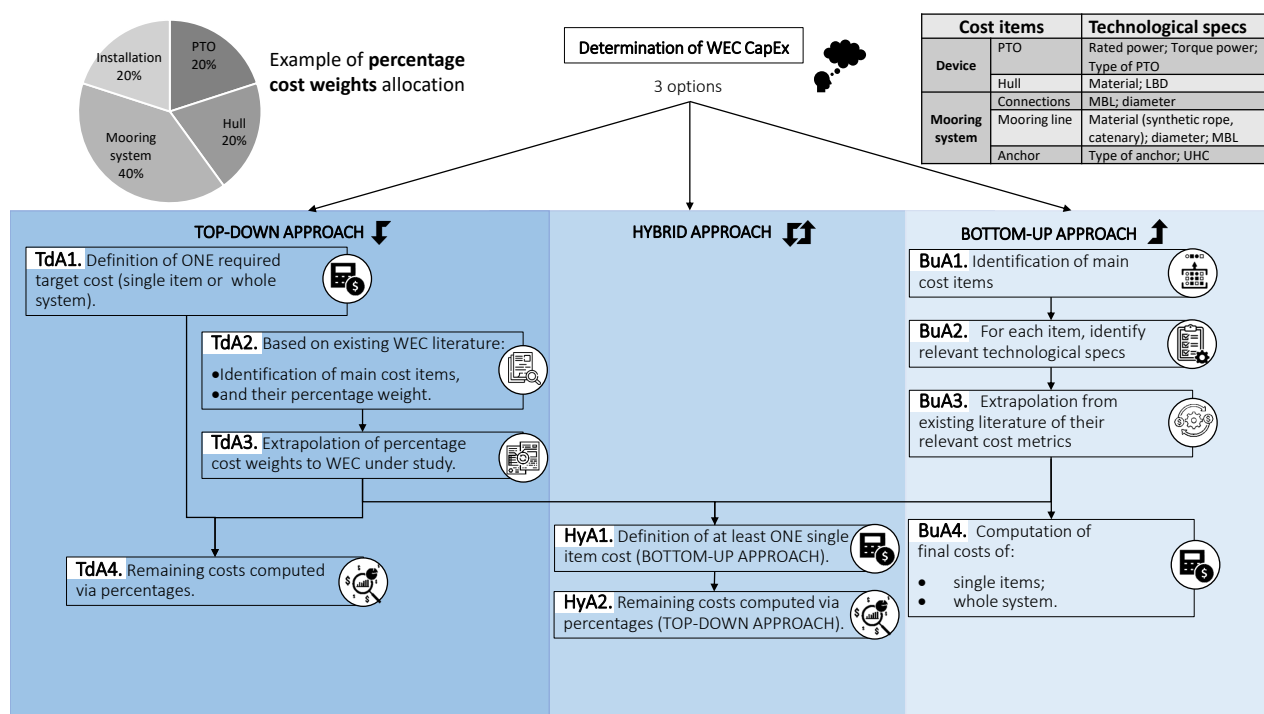 PTO
20%
Hull
20%
Mooring
system
40%
Installation
20%
Example of percentage
cost weights allocation
Determination of WEC CapEx
3 options
Cost items Technological specs
Device
PTO
Rated power; Torque power;
Type of PTO
Hull
Material; LBD
Mooring
system
Connections
MBL; diameter
Mooring line
Material (synthetic rope,
catenary); diameter; MBL
Anchor
Type of anchor; UHC
TOP-DOWN APPROACH
TdA1. Definition of ONE required
target cost (single item or whole
system).
TdA2. Based on existing WEC literature:
•Identification of main cost items,
•and their percentage weight.
TdA3. Extrapolation of percentage
cost weights to WEC under study.
TdA4. Remaining costs computed
via percentages.
HYBRID APPROACH
HyA1. Definition of at least ONE single
item cost (BOTTOM-UP APPROACH).
HyA2. Remaining costs computed via
percentages (TOP-DOWN APPROACH).
BOTTOM-UP APPROACH
BuA1. Identification of main
cost items
BuA2. For each item, identify
relevant technological specs
BuA3. Extrapolation from
existing literature of their
relevant cost metrics
BuA4. Computation of
final costs of:
• single items;
• whole system.